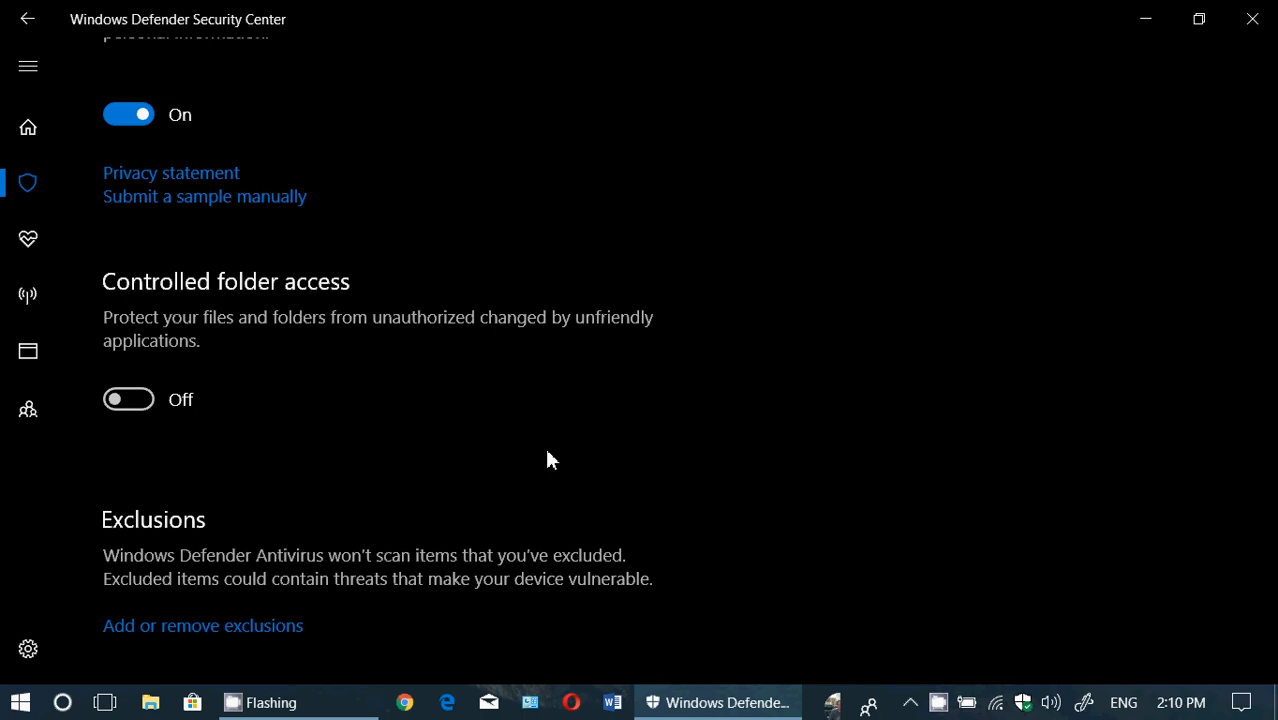 Windows Defender Security Center
personal information.
On
Privacy statement
Submit a sample manually
Controlled folder access
Protect your files and folders from unauthorized changed by unfriendly
applications.
Off
Exclusions
Windows Defender Antivirus won't scan items that you've excluded.
Excluded items could contain threats that make your device vulnerable.
Add or remove exclusions
Flashing
Windows Defende...
ENG
2:10 PM